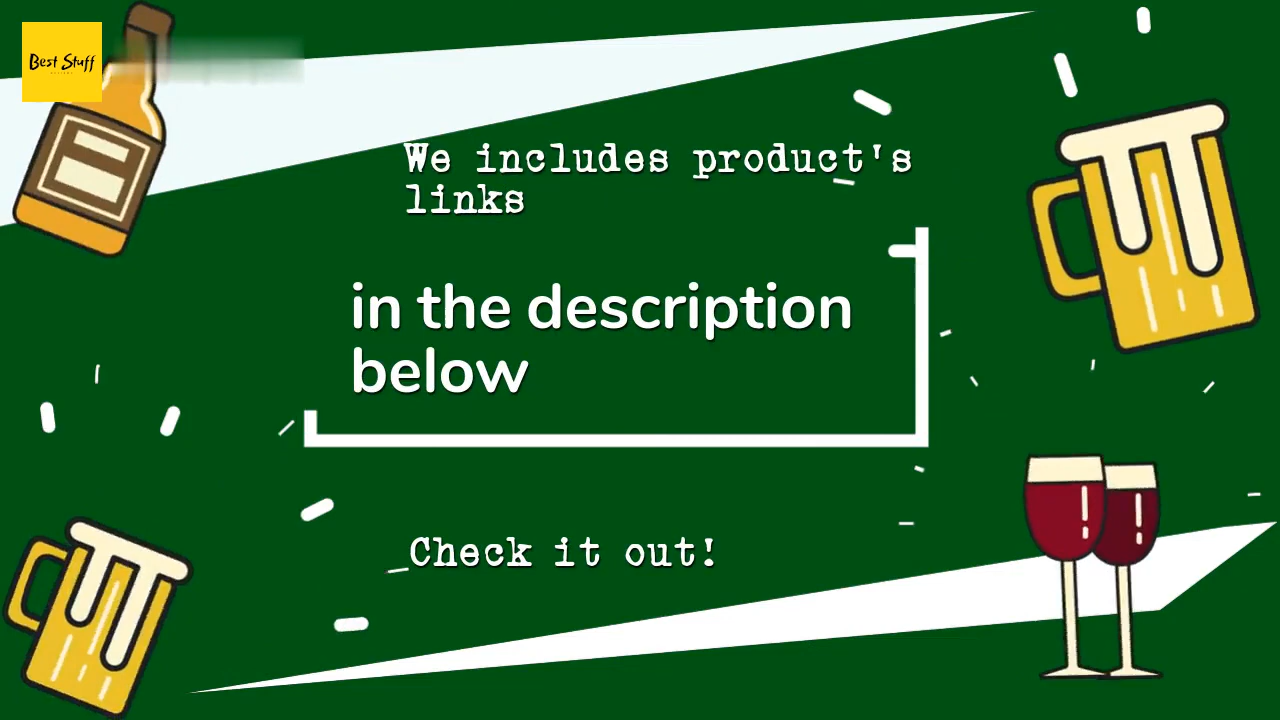 Best Stuff
We includes product's
links
in the description
below
Check it out!